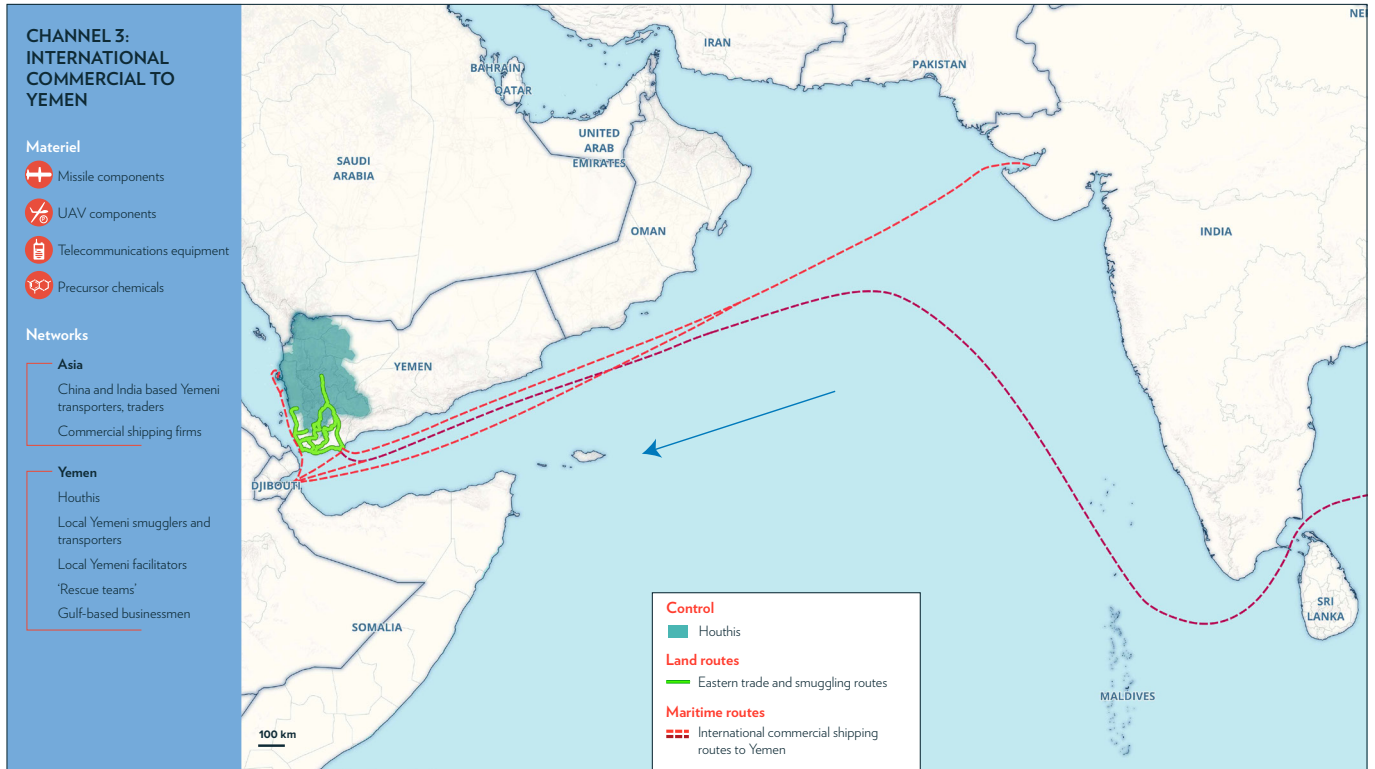 CHANNEL 3:
INTERNATIONAL
COMMERCIAL TO
YEMEN
Materiel
Missile components
UAV components
Telecommunications equipment
Precursor chemicals
Networks
Asia
China and India based Yemeni
transporters, traders
Commercial shipping firms
Yemen
Houthis
Local Yemeni smugglers and
transporters
Local Yemeni facilitators
‘Rescue teams’
Gulf-based businessmen
NE
IRAN
PAKISTAN
BAHRAIN
QATAR
UNITED
ARAB
EMIRATES
SAUDI
ARABIA
OMAN
INDIA
YEMEN
DJIBOUTI
SOMALIA
SRI
LANKA
MALDIVES
100 km
Control
Houthis
Land routes
Eastern trade and smuggling routes
Maritime routes
International commercial shipping
routes to Yemen